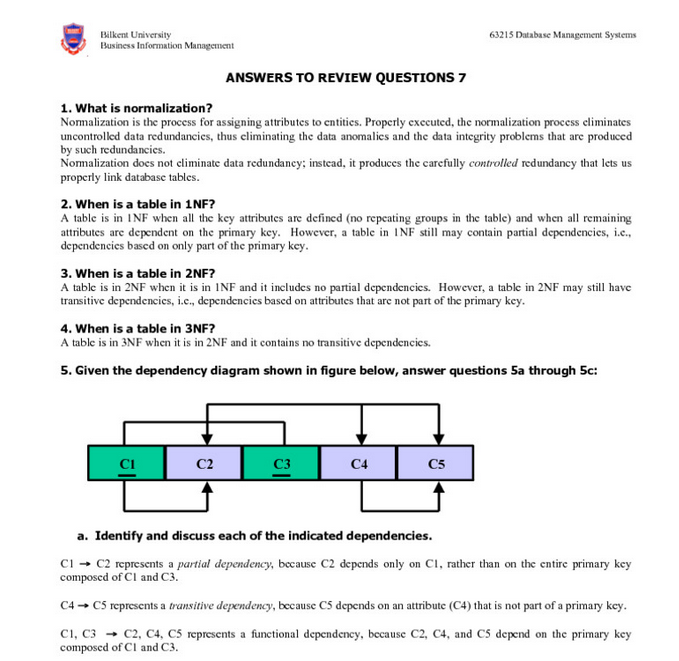 Bilkent University
63215 Database Management Systems
Business Information Management
ANSWERS TO REVIEW QUESTIONS 7
1. What is normalization?
Normalization is the process for assigning attributes to entities. Properly executed, the normalization process eliminates
uncontrolled data redundancies, thus eliminating the data anomalies and the data integrity problems that are produced
by such redundancies.
Normalization does not eliminate data redundancy; instead, it produces the carefully controlled redundancy that lets us
properly link database tables.
2. When is a table in 1NF?
A table is in 1NF when all the key attributes are defined (no repeating groups in the table) and when all remaining
attributes are dependent on the primary key. However, a table in 1NF still may contain partial dependencies, i.e.,
dependencies based on only part of the primary key.
3. When is a table in 2NF?
A table is in 2NF when it is in 1NF and it includes no partial dependencies. However, a table in 2NF may still have
transitive dependencies, i.e., dependencies based on attributes that are not part of the primary key.
4. When is a table in 3NF?
A table is in 3NF when it is in 2NF and it contains no transitive dependencies.
5. Given the dependency diagram shown in figure below, answer questions 5a through 5c:
C1 C2 C3 C4 C5
a. Identify and discuss each of the indicated dependencies.
C1 → C2 represents a partial dependency, because C2 depends only on C1, rather than on the entire primary key
composed of C1 and C3.
C4 → C5 represents a transitive dependency, because C5 depends on an attribute (C4) that is not part of a primary key.
C1, C3 → C2, C4, C5 represents a functional dependency, because C2, C4, and C5 depend on the primary key
composed of C1 and C3.